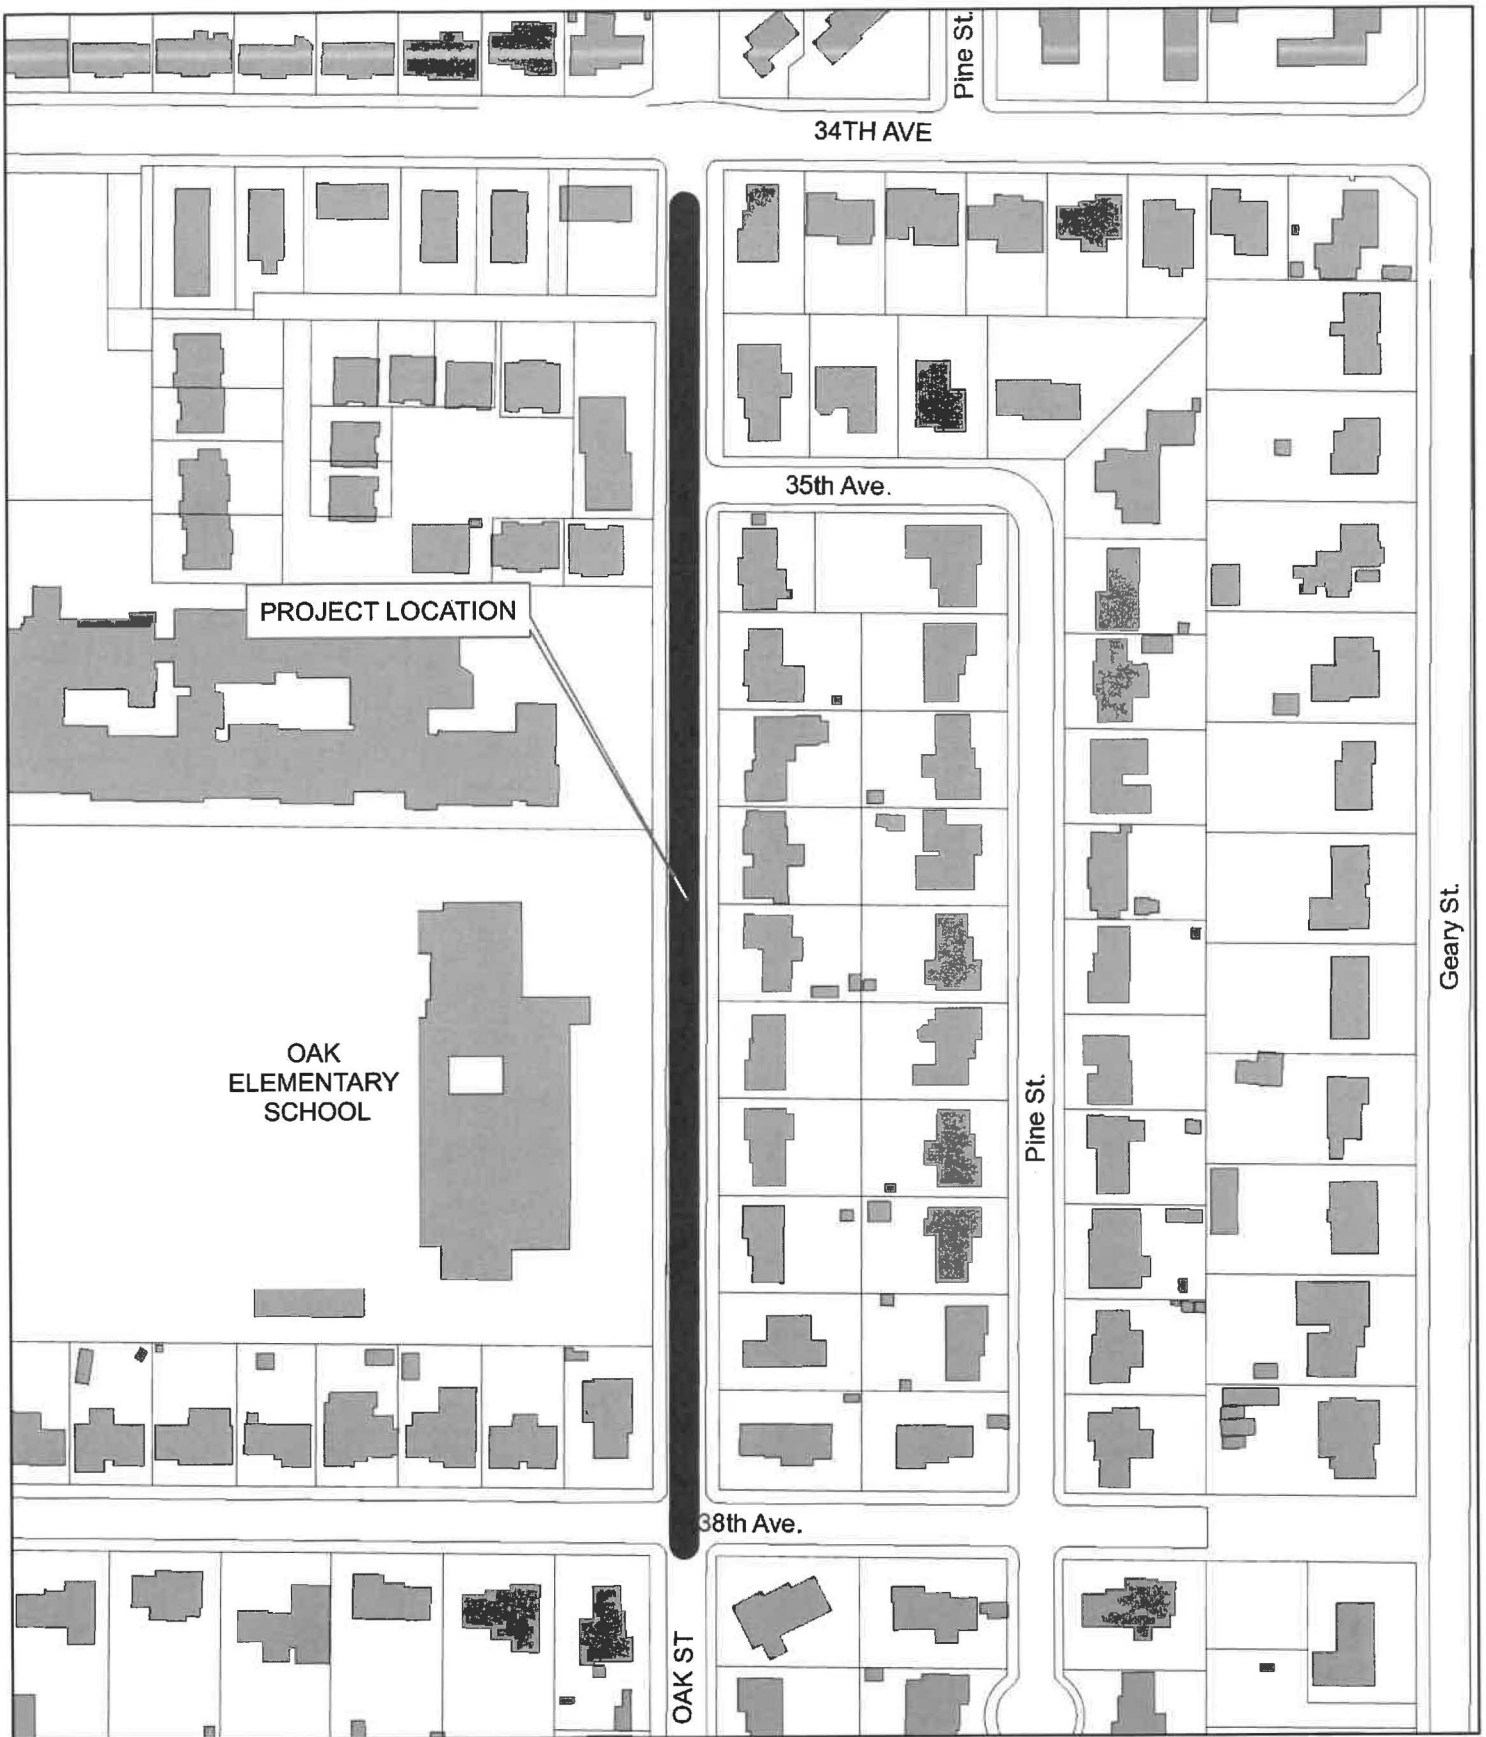 Pine St.
34TH AVE
35th Ave.
PROJECT LOCATION
Geary St.
OAK
ELEMENTARY
SCHOOL
Pine St.
38th Ave.
OAK ST